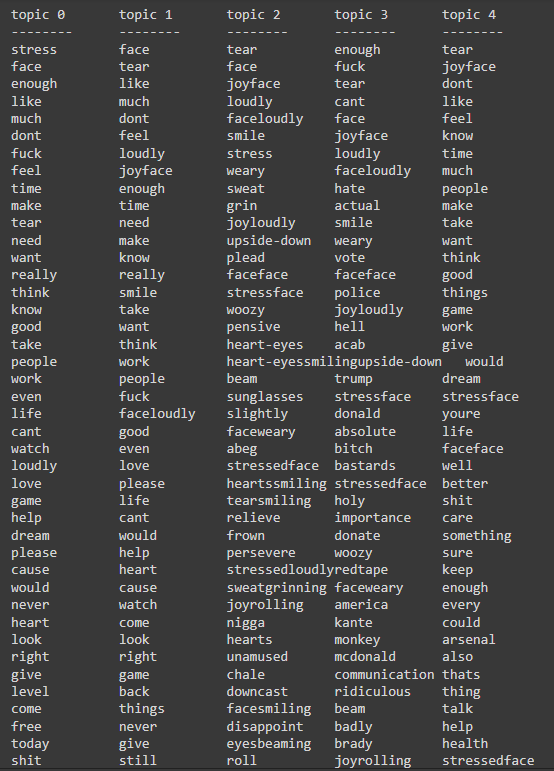 topic 0 topic 1 topic 2 topic 3 topic 4
-------- -------- -------- -------- --------
stress face tear enough tear
face tear face fuck joyface
enough like joyface tear dont
like much loudly cant like
much dont faceloudly face feel
dont feel smile joyface know
fuck loudly stress loudly time
feel joyface weary faceloudly much
time enough sweat hate people
make time grin actual make
tear need joyloudly smile take
need make upside-down weary want
want know plead vote think
really really faceface faceface good
think smile stressface police things
know take woozy joyloudly game
good want pensive hell work
take think heart-eyes acab give
people work heart-eyessmilingupside-down would
work people beam trump dream
even fuck sunglasses stressface stressface
life faceloudly slightly donald youre
cant good faceweary absolute life
watch even abeg bitch faceface
loudly love stressedface bastards well
love please heartssmiling stressedface better
game life tearsmiling holy shit
help cant relieve importance care
dream would frown donate something
please help persevere woozy sure
cause heart stressedloudlyredtape keep
would cause sweatgrinning faceweary enough
never watch joyrolling america every
heart come nigga kante could
look look hearts monkey arsenal
right right unamused mcdonald also
give game chale communication thats
level back downcast ridiculous thing
come things facesmiling beam talk
free never disappoint badly help
today give eyesbeaming brady health
shit still roll joyrolling stressedface